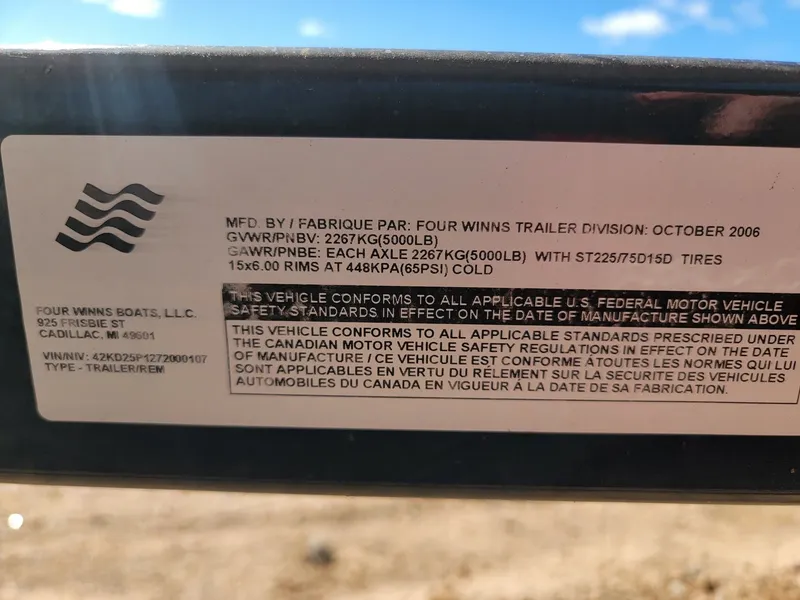 MFD. BY / FABRIQUE PAR: FOUR WINNS TRAILER DIVISION: OCTOBER 2006
GVWR/PNBV: 2267KG(5000LB)
GAWR/PNBE: EACH AXLE 2267KG(5000LB) WITH ST225/75D15D TIRES
15x6.00 RIMS AT 448KPA(65PSI) COLD
THIS VEHICLE CONFORMS TO ALL APPLICABLE U.S. FEDERAL MOTOR VEHICLE
SAFETY STANDARDS IN EFFECT ON THE DATE OF MANUFACTURE SHOWN ABOVE
THIS VEHICLE CONFORMS TO ALL APPLICABLE STANDARDS PRESCRIBED UNDER
THE CANADIAN MOTOR VEHICLE SAFETY REGULATIONS IN EFFECT ON THE DATE
OF MANUFACTURE / CE VEHICULE EST CONFORME ÀTOUTES LES NORMES QUI LUI
SONT APPLICABLES EN VERTU DU RÈLEMENT SUR LA SECURITE DES VEHICULES
AUTOMOBILES DU CANADA EN VIGUEUR À LA DATE DE SA FABRICATION.
FOUR WINNS BOATS, L.L.C.
925 FRISBIE ST
CADILLAC, MI 49601
VIN/NIV: 42KD25P1272000107
TYPE - TRAILER/REM